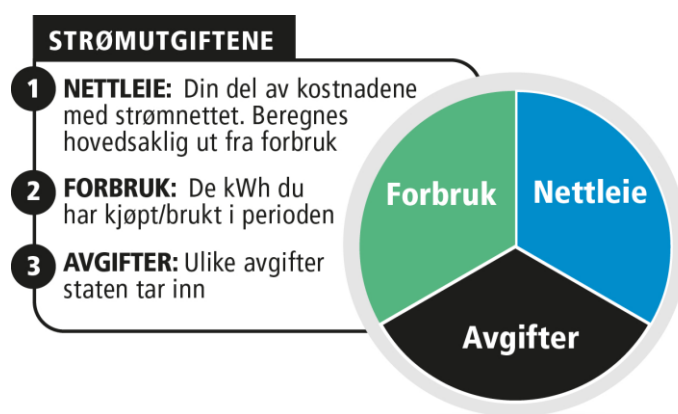 STRØMUTGIFTENE
1 NETTLEIE: Din del av kostnadene
med strømnettet. Beregnes
hovedsaklig ut fra forbruk
2 FORBRUK: De kWh du
har kjøpt/brukt i perioden
3 AVGIFTER: Ulike avgifter
staten tar inn
Forbruk
Nettleie
Avgifter